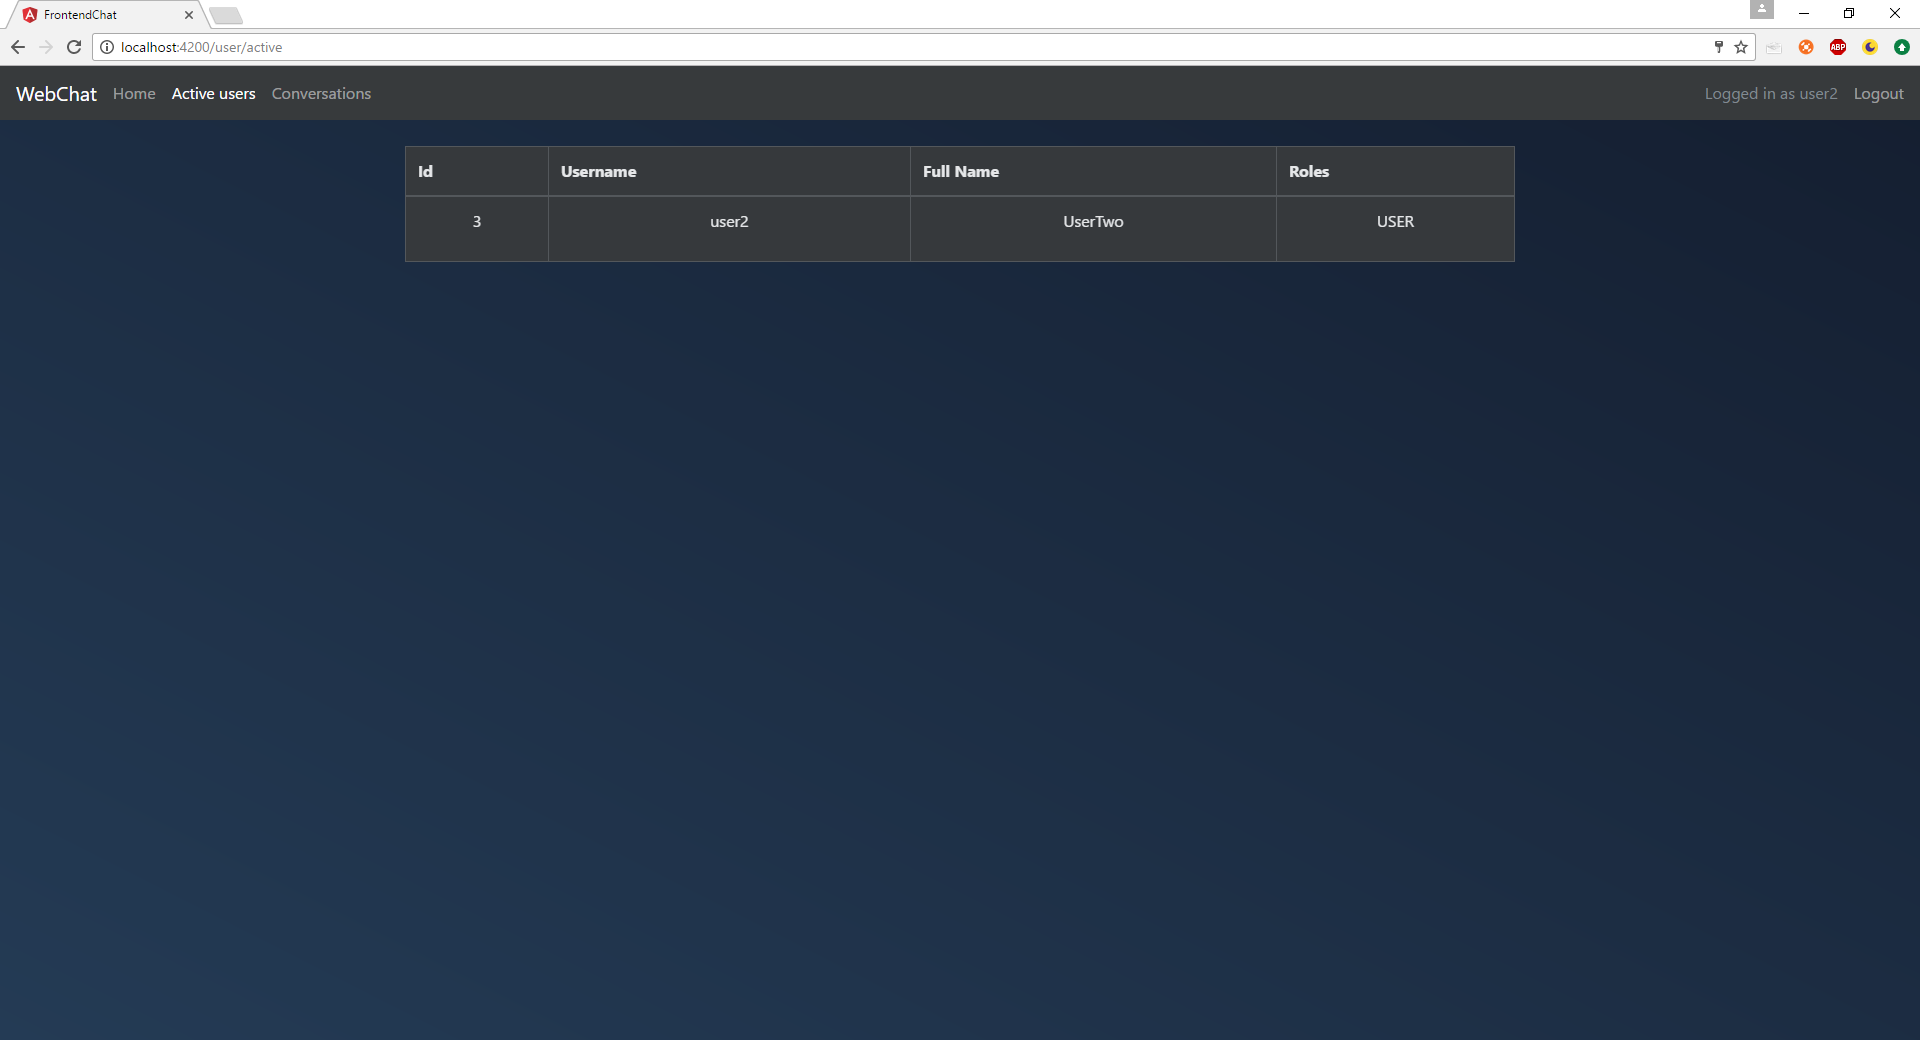 FrontendChat
localhost:4200/user/active
ABP
WebChat Home Active users Conversations Logged in as user2 Logout
Id Username Full Name Roles
3 user2 UserTwo USER